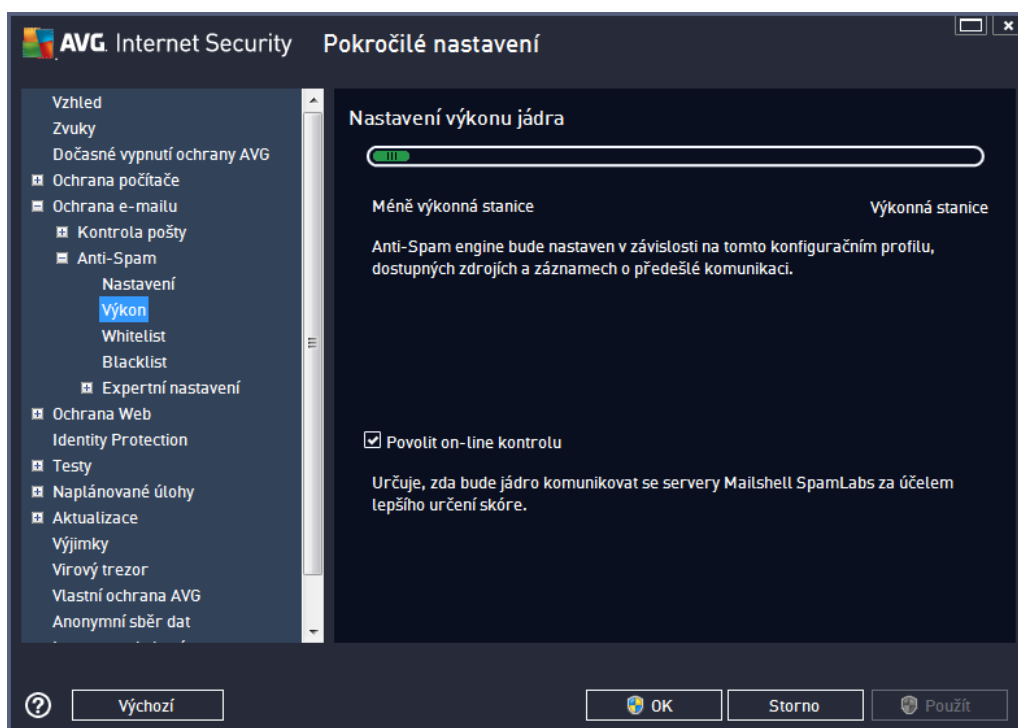 AVG. Internet Security Pokročilé nastavení
Vzhled
Zvuky
Dočasné vypnutí ochrany AVG
Ochrana počítače
Ochrana e-mailu
Kontrola pošty
Anti-Spam
Nastavení
Výkon
Whitelist
Blacklist
Expertní nastavení
Ochrana Web
Identity Protection
Testy
Naplánované úlohy
Aktualizace
Výjimky
Virový trezor
Vlastní ochrana AVG
Anonymní sběr dat
Nastavení výkonu jádra
Méně výkonná stanice
Výkonná stanice
Anti-Spam engine bude nastaven v závislosti na tomto konfiguračním profilu,
dostupných zdrojích a záznamech o předešlé komunikaci.
Povolit on-line kontrolu
Určuje, zda bude jádro komunikovat se servery Mailshell SpamLabs za účelem
lepšího určení skóre.
Výchozí
OK
Storno
Použít